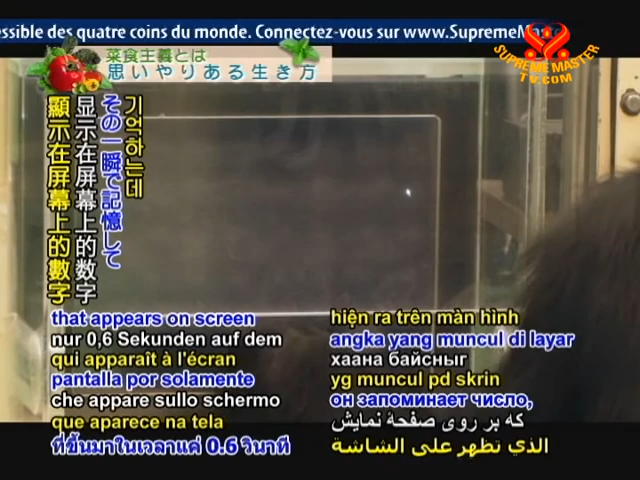 essible des quatre coins du monde. Connectez-vous sur www.SupremeMas
SUPREME MASTER
TV.COM
菜食主義とは
思いやりある生き方
기억하는데
その一瞬で記憶して
显示在屏幕上的数字
顯示在屏幕上的數字
that appears on screen
nur 0,6 Sekunden auf dem
qui apparaît à l'écran
pantalla por solamente
che appare sullo schermo
que aparece na tela
ที่ขึ้นมาในเวลาแค่ 0.6 วินาที
hiện ra trên màn hình
angka yang muncul di layar
хаана байсныг
yg muncul pd skrin
он запоминает число,
که بر روی صفحهٔ نمایش
الذي تظهر على الشاشة